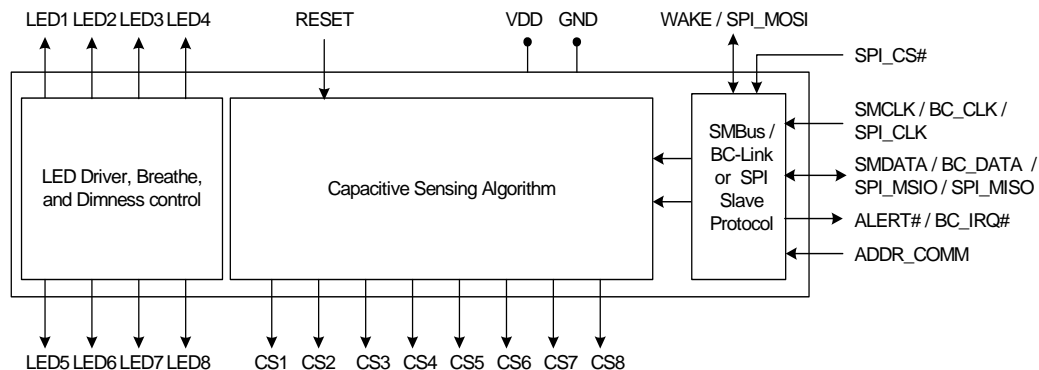 LED1 LED2 LED3 LED4
RESET
VDD GND
WAKE / SPI_MOSI
SPI_CS#
SMCLK / BC_CLK /
SPI_CLK
SMDATA / BC_DATA /
SPI_MSIO / SPI_MISO
ALERT# / BC_IRQ#
ADDR_COMM
LED Driver, Breathe,
and Dimness control
Capacitive Sensing Algorithm
SMBus /
BC-Link
or SPI
Slave
Protocol
LED5 LED6 LED7 LED8
CS1 CS2 CS3 CS4 CS5 CS6 CS7 CS8